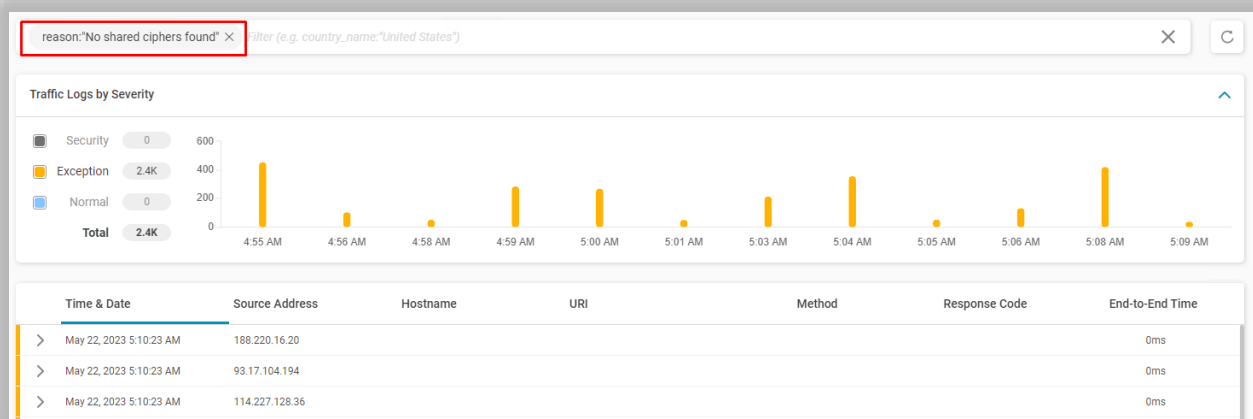 reason:"No shared ciphers found" × Filter (e.g. country_name:"United States")
Traffic Logs by Severity
Security 0
Exception 2.4K
Normal 0
Total 2.4K
600
400
200
0
4:55 AM 4:56 AM 4:58 AM 4:59 AM 5:00 AM 5:01 AM 5:03 AM 5:04 AM 5:05 AM 5:06 AM 5:08 AM 5:09 AM
Time & Date Source Address Hostname URI Method Response Code End-to-End Time
May 22, 2023 5:10:23 AM 188.220.16.20 0ms
May 22, 2023 5:10:23 AM 93.17.104.194 0ms
May 22, 2023 5:10:23 AM 114.227.128.36 0ms